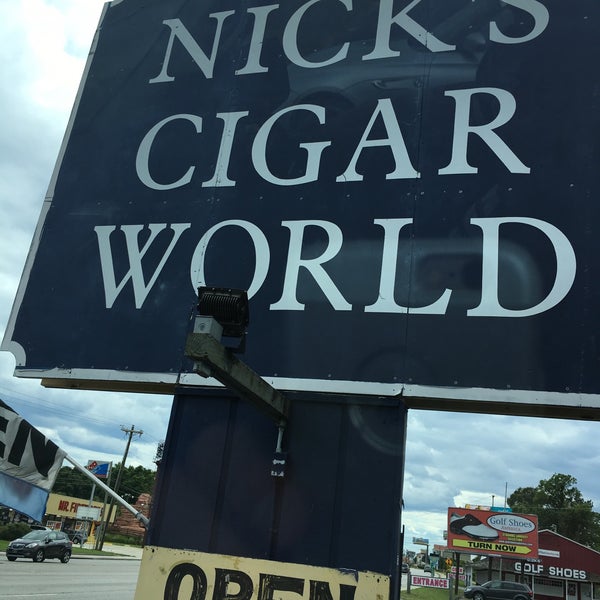 NICK'S
CIGAR
WORLD
OPEN
Golf Shoes
TURN NOW
GOLF SHOES
ENTRANCE